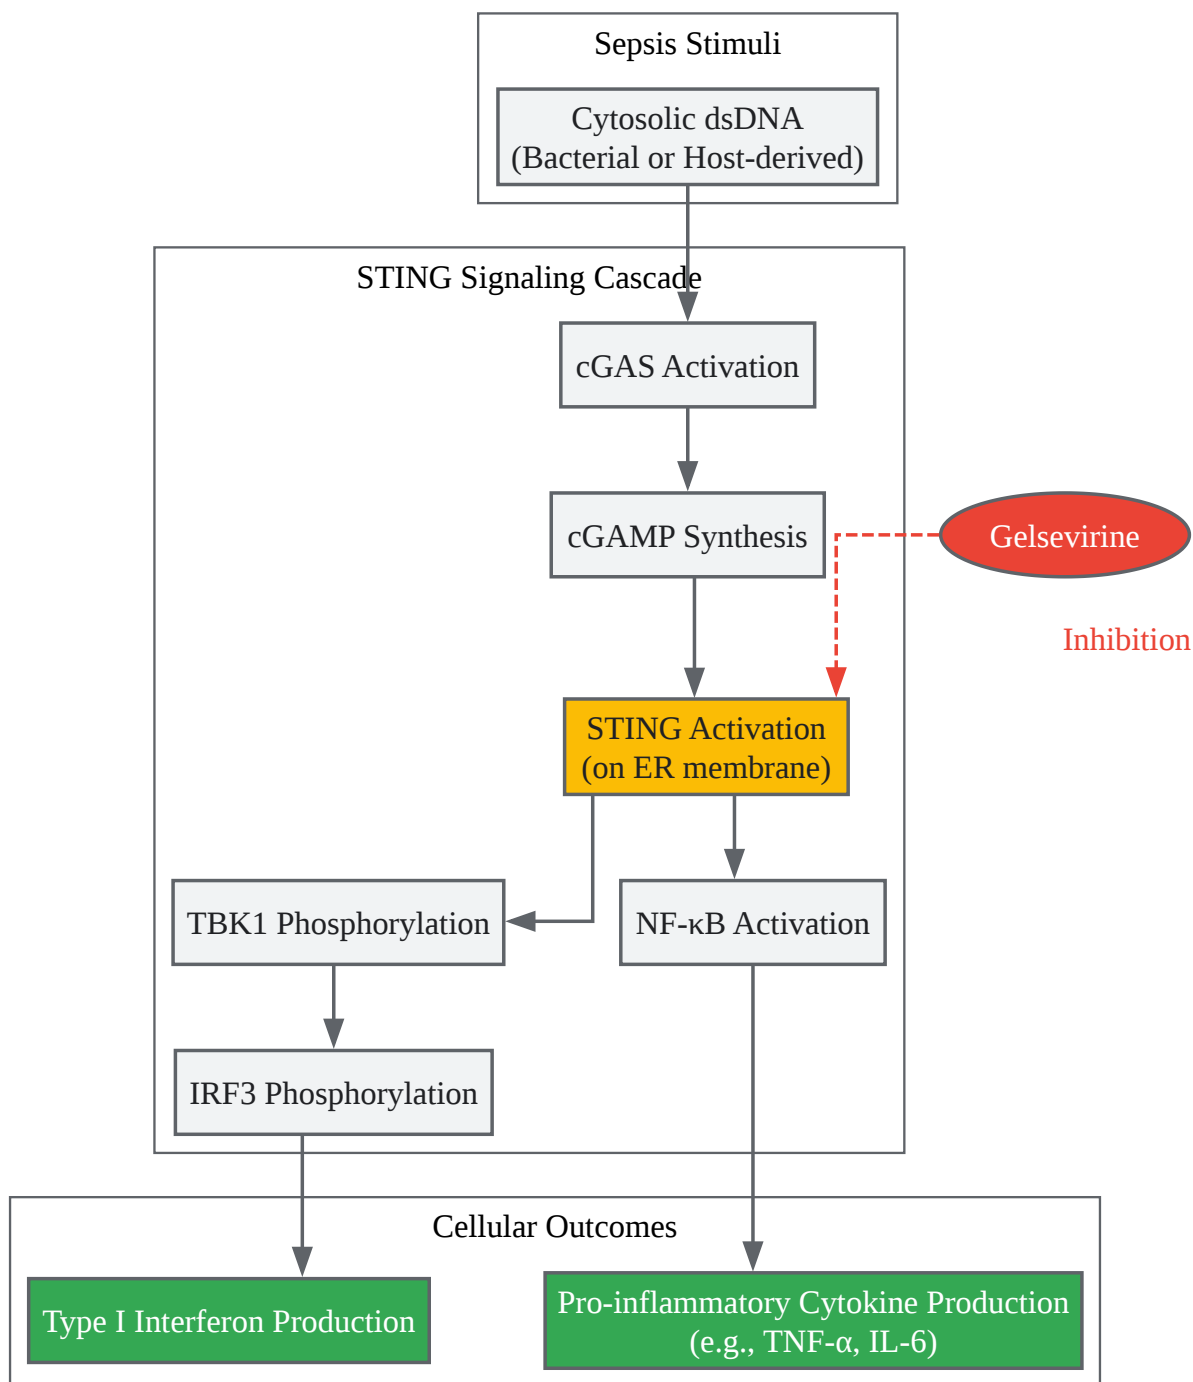 Sepsis Stimuli
Cytosolic dsDNA
(Bacterial or Host-derived)
STING Signaling Cascade
cGAS Activation
cGAMP Synthesis
Gelsevirine
Inhibition
STING Activation
(on ER membrane)
TBK1 Phosphorylation
NF-κB Activation
IRF3 Phosphorylation
Cellular Outcomes
Type I Interferon Production
Pro-inflammatory Cytokine Production
(e.g., TNF-α, IL-6)